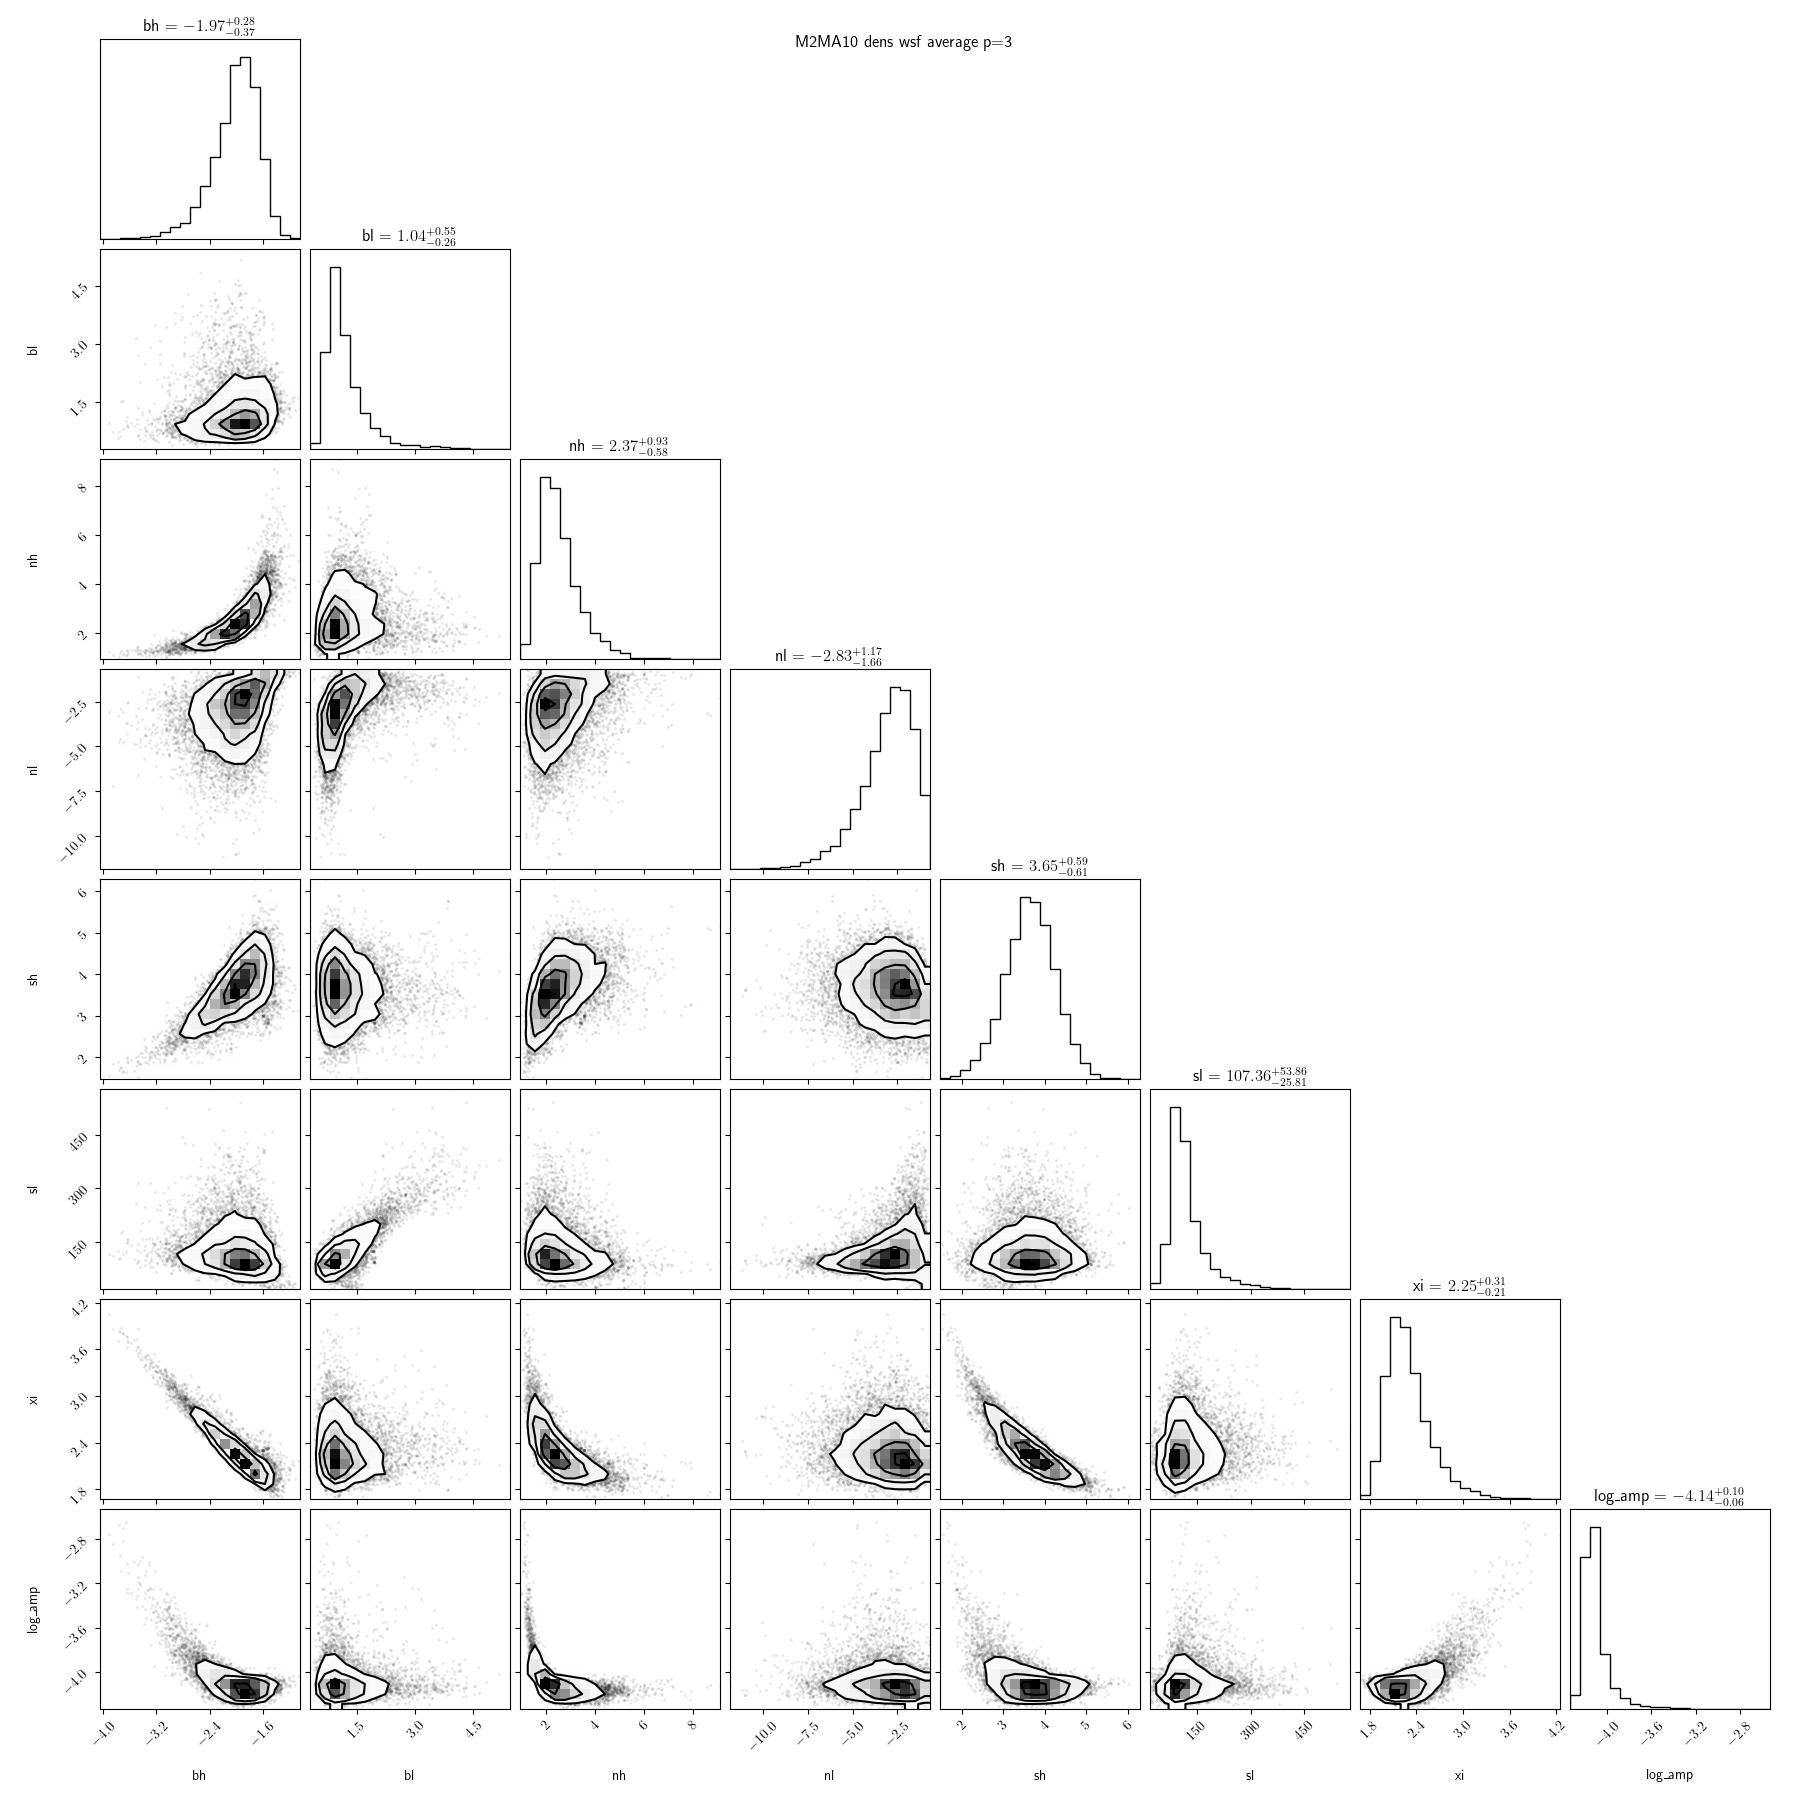 M2MA10 dens wsf average p=3
bh = −1.97+0.28−0.37
bl = 1.04+0.55−0.26
4.5
3.0
1.5
bl
nh = 2.37+0.93−0.58
8
6
4
2
nh
nl = −2.83+1.17−1.66
−2.5
−5.0
−7.5
−10.0
nl
sh = 3.65+0.59−0.61
6
5
4
3
2
sh
sl = 107.36+53.86−25.81
450
300
150
sl
xi = 2.25+0.31−0.21
4.2
3.6
3.0
2.4
1.8
xi
log_amp = −4.14+0.10−0.06
−2.8
−3.2
−3.6
−4.0
log_amp
−4.0 −3.2 −2.4 −1.6 1.5 3.0 4.5 2 4 6 8 −10.0 −7.5 −5.0 −2.5 2 3 4 5 6 150 300 450 1.8 2.4 3.0 3.6 4.2 −4.0 −3.6 −3.2 −2.8
bh bl nh nl sh sl xi log_amp